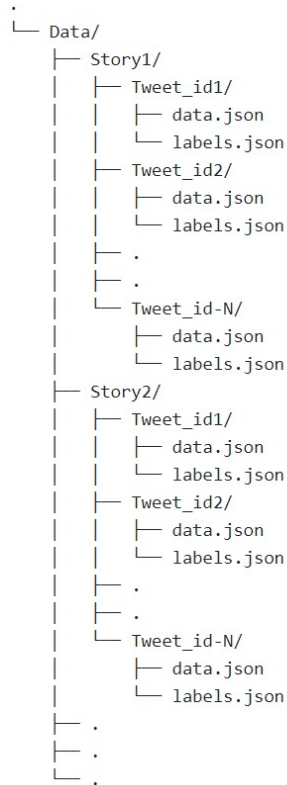 .
└── Data/
    ├── Story1/
    │   ├── Tweet_id1/
    │   │   ├── data.json
    │   │   └── labels.json
    │   ├── Tweet_id2/
    │   │   ├── data.json
    │   │   └── labels.json
    │   ├── .
    │   ├── .
    │   └── Tweet_id-N/
    │       ├── data.json
    │       └── labels.json
    ├── Story2/
    │   ├── Tweet_id1/
    │   │   ├── data.json
    │   │   └── labels.json
    │   ├── Tweet_id2/
    │   │   ├── data.json
    │   │   └── labels.json
    │   ├── .
    │   ├── .
    │   └── Tweet_id-N/
    │       ├── data.json
    │       └── labels.json
    ├── .
    ├── .
    └── .